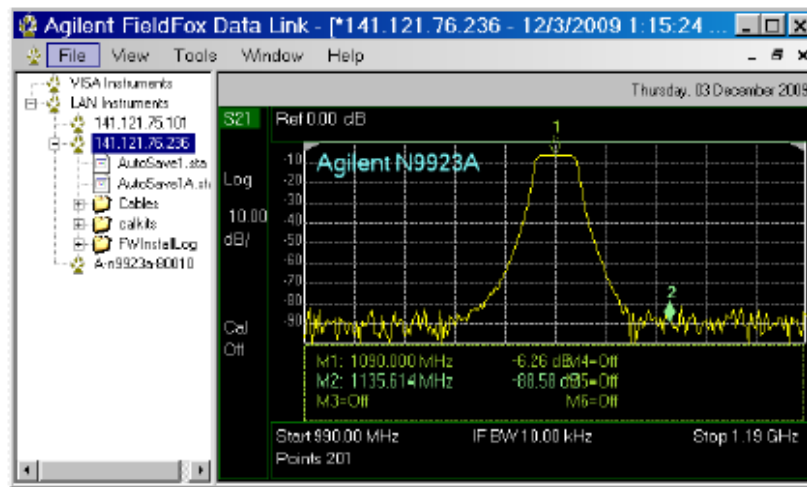 Agilent FieldFox Data Link - [*141.121.76.236 - 12/3/2009 1:15:24 ...
File View Tools Window Help
VISA Instruments
LAN Instruments
141.121.75.101
141.121.76.236
AutoSave1.sta
AutoSave1A.sta
Cables
calkits
FWInstallLog
A-n9923a-80010
Thursday, 03 December 2009
S21 Ref 0.00 dB
1
Agilent N9923A
Log
10.00
dB/
Cal
Off
-10
-20
-30
-40
-50
-60
-70
-80
-90
2
M1: 1090.000 MHz -6.26 dB M4=Off
M2: 1135.614 MHz -88.58 dB M5=Off
M3=Off M6=Off
Start 990.00 MHz IF BW 10.00 kHz Stop 1.19 GHz
Points 201